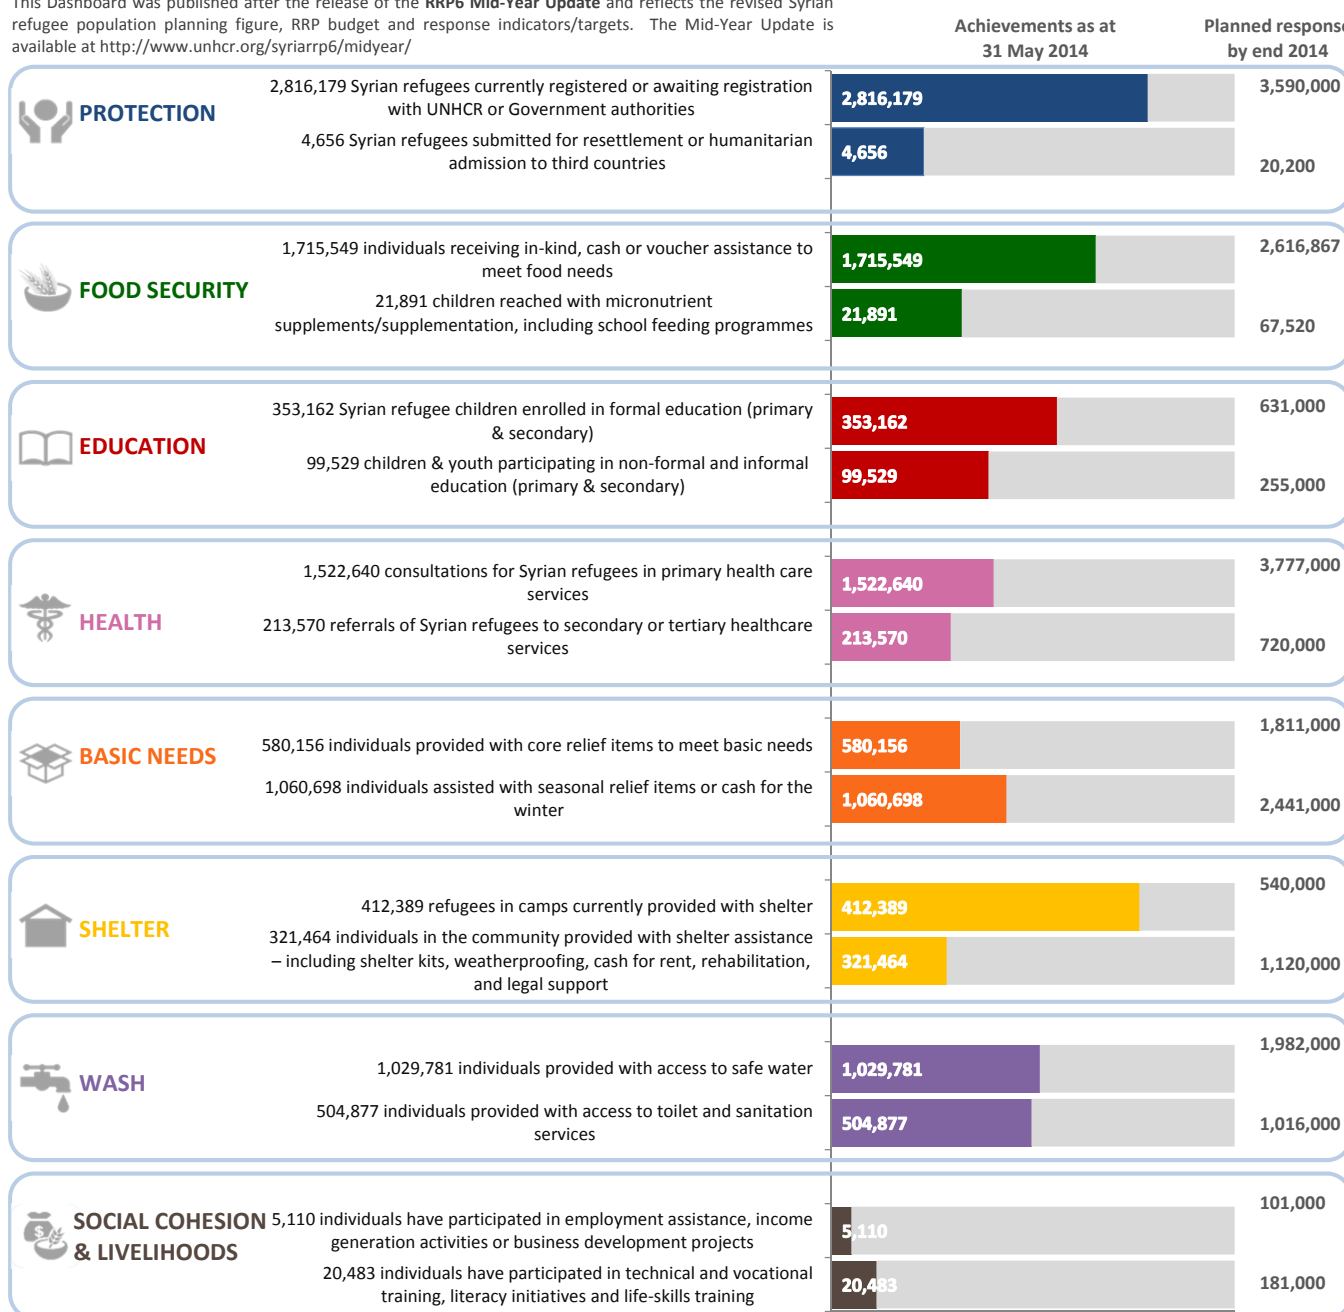 This Dashboard was published after the release of the RRP6 Mid-Year Update and reflects the revised Syrian
refugee population planning figure, RRP budget and response indicators/targets. The Mid-Year Update is
available at http://www.unhcr.org/syriarrp6/midyear/
Achievements as at
31 May 2014
Planned response
by end 2014
PROTECTION
2,816,179 Syrian refugees currently registered or awaiting registration
with UNHCR or Government authorities
2,816,179
3,590,000
4,656 Syrian refugees submitted for resettlement or humanitarian
admission to third countries
4,656
20,200
FOOD SECURITY
1,715,549 individuals receiving in-kind, cash or voucher assistance to
meet food needs
1,715,549
2,616,867
21,891 children reached with micronutrient
supplements/supplementation, including school feeding programmes
21,891
67,520
EDUCATION
353,162 Syrian refugee children enrolled in formal education (primary
& secondary)
353,162
631,000
99,529 children & youth participating in non-formal and informal
education (primary & secondary)
99,529
255,000
HEALTH
1,522,640 consultations for Syrian refugees in primary health care
services
1,522,640
3,777,000
213,570 referrals of Syrian refugees to secondary or tertiary healthcare
services
213,570
720,000
BASIC NEEDS
580,156 individuals provided with core relief items to meet basic needs
580,156
1,811,000
1,060,698 individuals assisted with seasonal relief items or cash for the
winter
1,060,698
2,441,000
SHELTER
412,389 refugees in camps currently provided with shelter
412,389
540,000
321,464 individuals in the community provided with shelter assistance
– including shelter kits, weatherproofing, cash for rent, rehabilitation,
and legal support
321,464
1,120,000
WASH
1,029,781 individuals provided with access to safe water
1,029,781
1,982,000
504,877 individuals provided with access to toilet and sanitation
services
504,877
1,016,000
SOCIAL COHESION
& LIVELIHOODS
5,110 individuals have participated in employment assistance, income
generation activities or business development projects
5,110
101,000
20,483 individuals have participated in technical and vocational
training, literacy initiatives and life-skills training
20,483
181,000